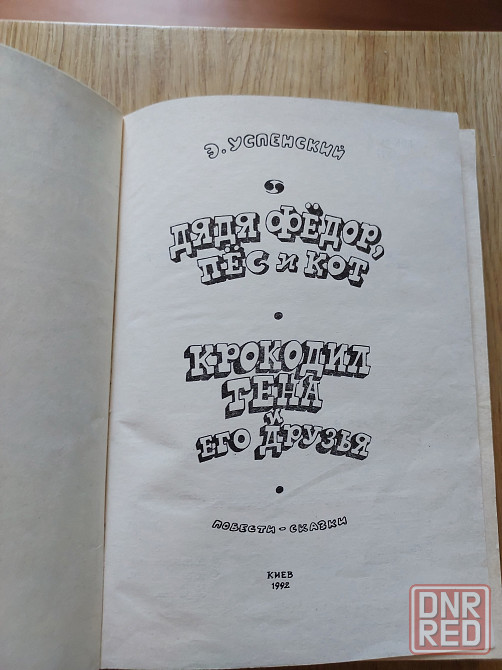 Э. УСПЕНСКИЙ
ДЯДЯ ФЁДОР,
ПЁС И КОТ
КРОКОДИЛ
ГЕНА
И
ЕГО ДРУЗЬЯ
ПОВЕСТИ-СКАЗКИ
КИЕВ
1992
DNR
RED